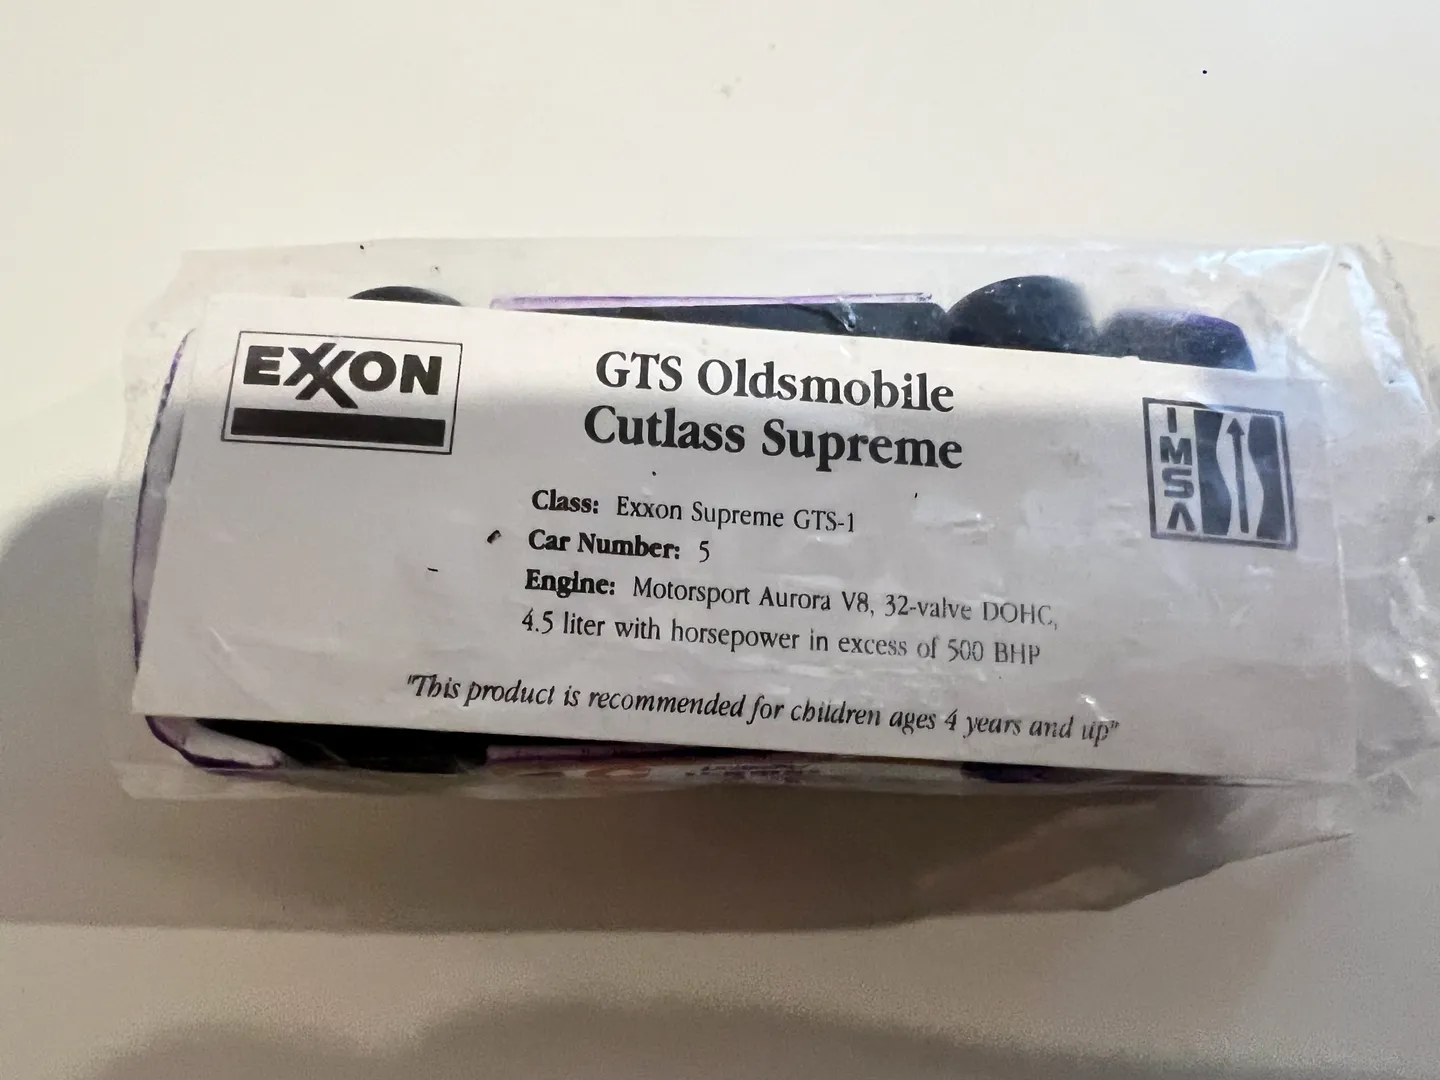 EXXON
GTS Oldsmobile
Cutlass Supreme
IMSA
Class: Exxon Supreme GTS-1
Car Number: 5
Engine: Motorsport Aurora V8, 32-valve DOHC,
4.5 liter with horsepower in excess of 500 BHP
"This product is recommended for children ages 4 years and up"